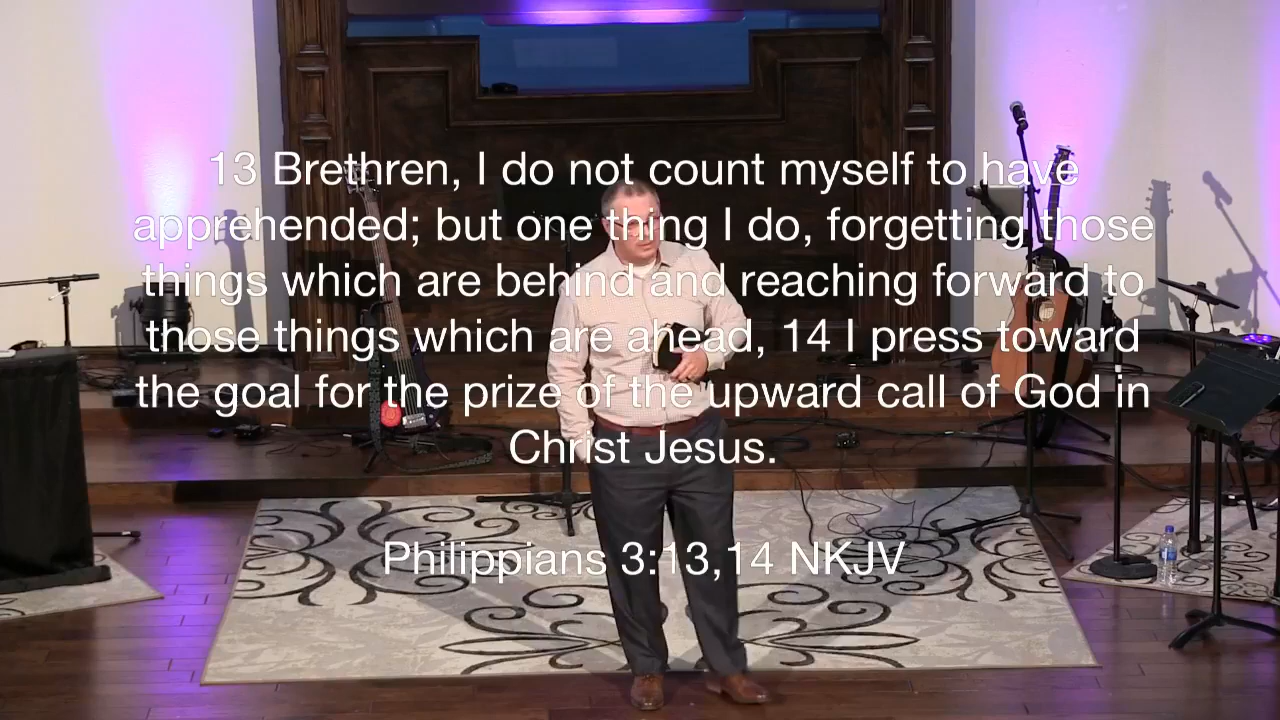 13 Brethren, I do not count myself to have
apprehended; but one thing I do, forgetting those
things which are behind and reaching forward to
those things which are ahead, 14 I press toward
the goal for the prize of the upward call of God in
Christ Jesus.
Philippians 3:13,14 NKJV